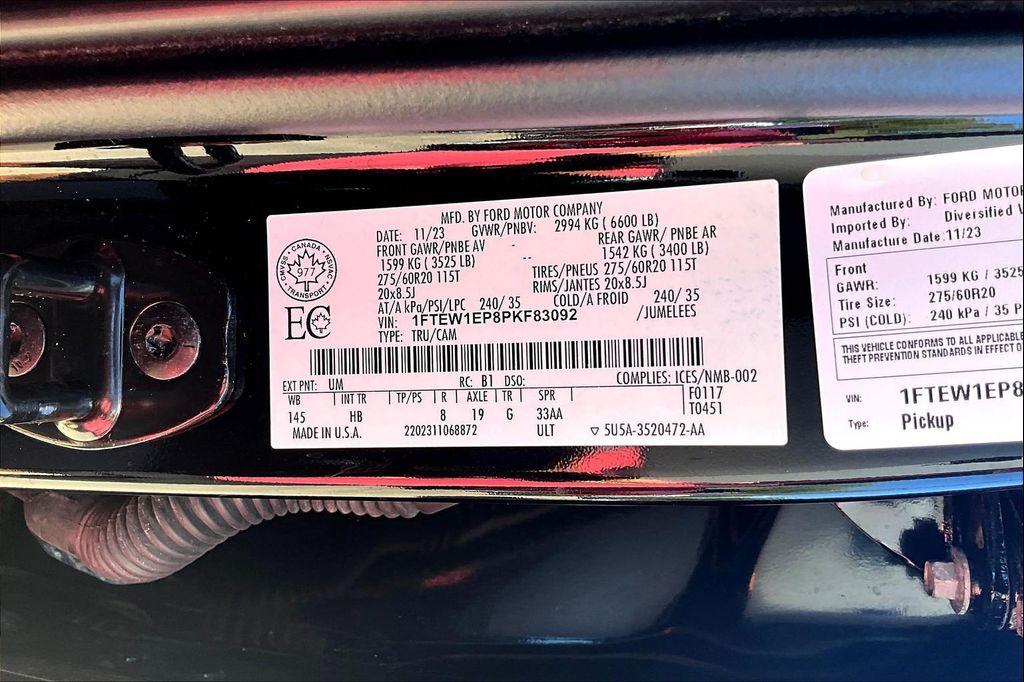 MFD. BY FORD MOTOR COMPANY
DATE: 11/23 GVWR/PNBV: 2994 KG ( 6600 LB)
FRONT GAWR/PNBE AV REAR GAWR/ PNBE AR
1599 KG ( 3525 LB) -- 1542 KG ( 3400 LB)
275/60R20 115T TIRES/PNEUS 275/60R20 115T
20x8.5J RIMS/JANTES 20x8.5J
AT/A kPa/PSI/LPC 240/ 35 COLD/A FROID 240/ 35
VIN: 1FTEW1EP8PKF83092 /JUMELEES
TYPE: TRU/CAM
CMVSS · CANADA · NSVAC
977
TRANSPORT
EC
EXT PNT: UM RC: B1 DSO: COMPLIES: ICES/NMB-002
WB INT TR TP/PS R AXLE TR SPR F0117
145 HB 8 19 G 33AA T0451
MADE IN U.S.A. 2202311068872 ULT ▽ 5U5A-3520472-AA
Manufactured By: FORD MOTOR
Imported By: Diversified
Manufacture Date: 11/23
Front
GAWR: 1599 KG / 3525
Tire Size: 275/60R20
PSI (COLD): 240 kPa / 35 P
THIS VEHICLE CONFORMS TO ALL APPLICABLE
THEFT PREVENTION STANDARDS IN EFFECT
VIN: 1FTEW1EP8
Type: Pickup